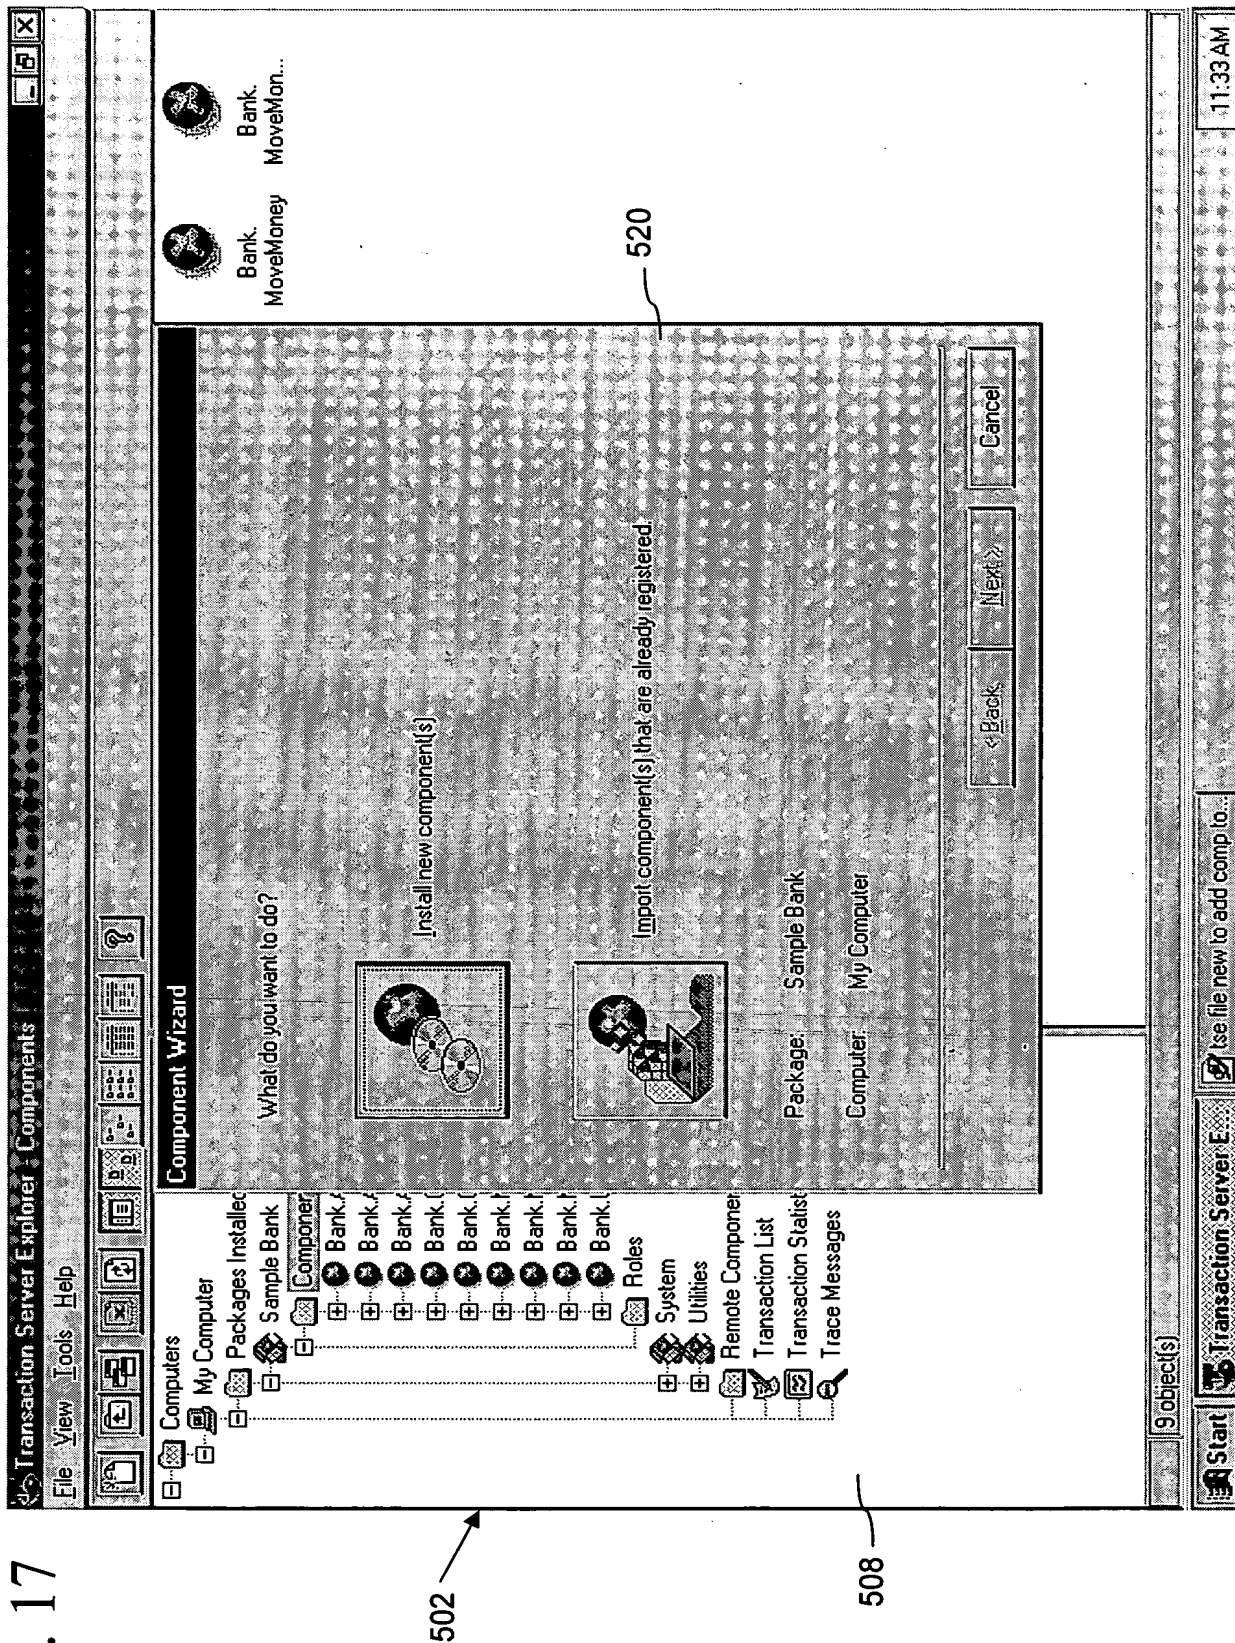 . 17
Transaction Server Explorer - Components
File View Tools Help
Computers
My Computer
Packages Installed
Sample Bank
Componen
Bank.A
Bank.A
Bank.A
Bank.
Bank.
Bank.
Bank.
Bank.
Bank.
Roles
System
Utilities
Remote Componen
Transaction List
Transaction Statist
Trace Messages
Component Wizard
What do you want to do?
Install new component(s)
Import component(s) that are already registered.
Package: Sample Bank
Computer: My Computer
< Back
Next >
Cancel
Bank.
MoveMoney
Bank.
MoveMon...
9 object(s)
Start
Transaction Server E...
(se file new to add comp to...
11:33 AM
502
508
520